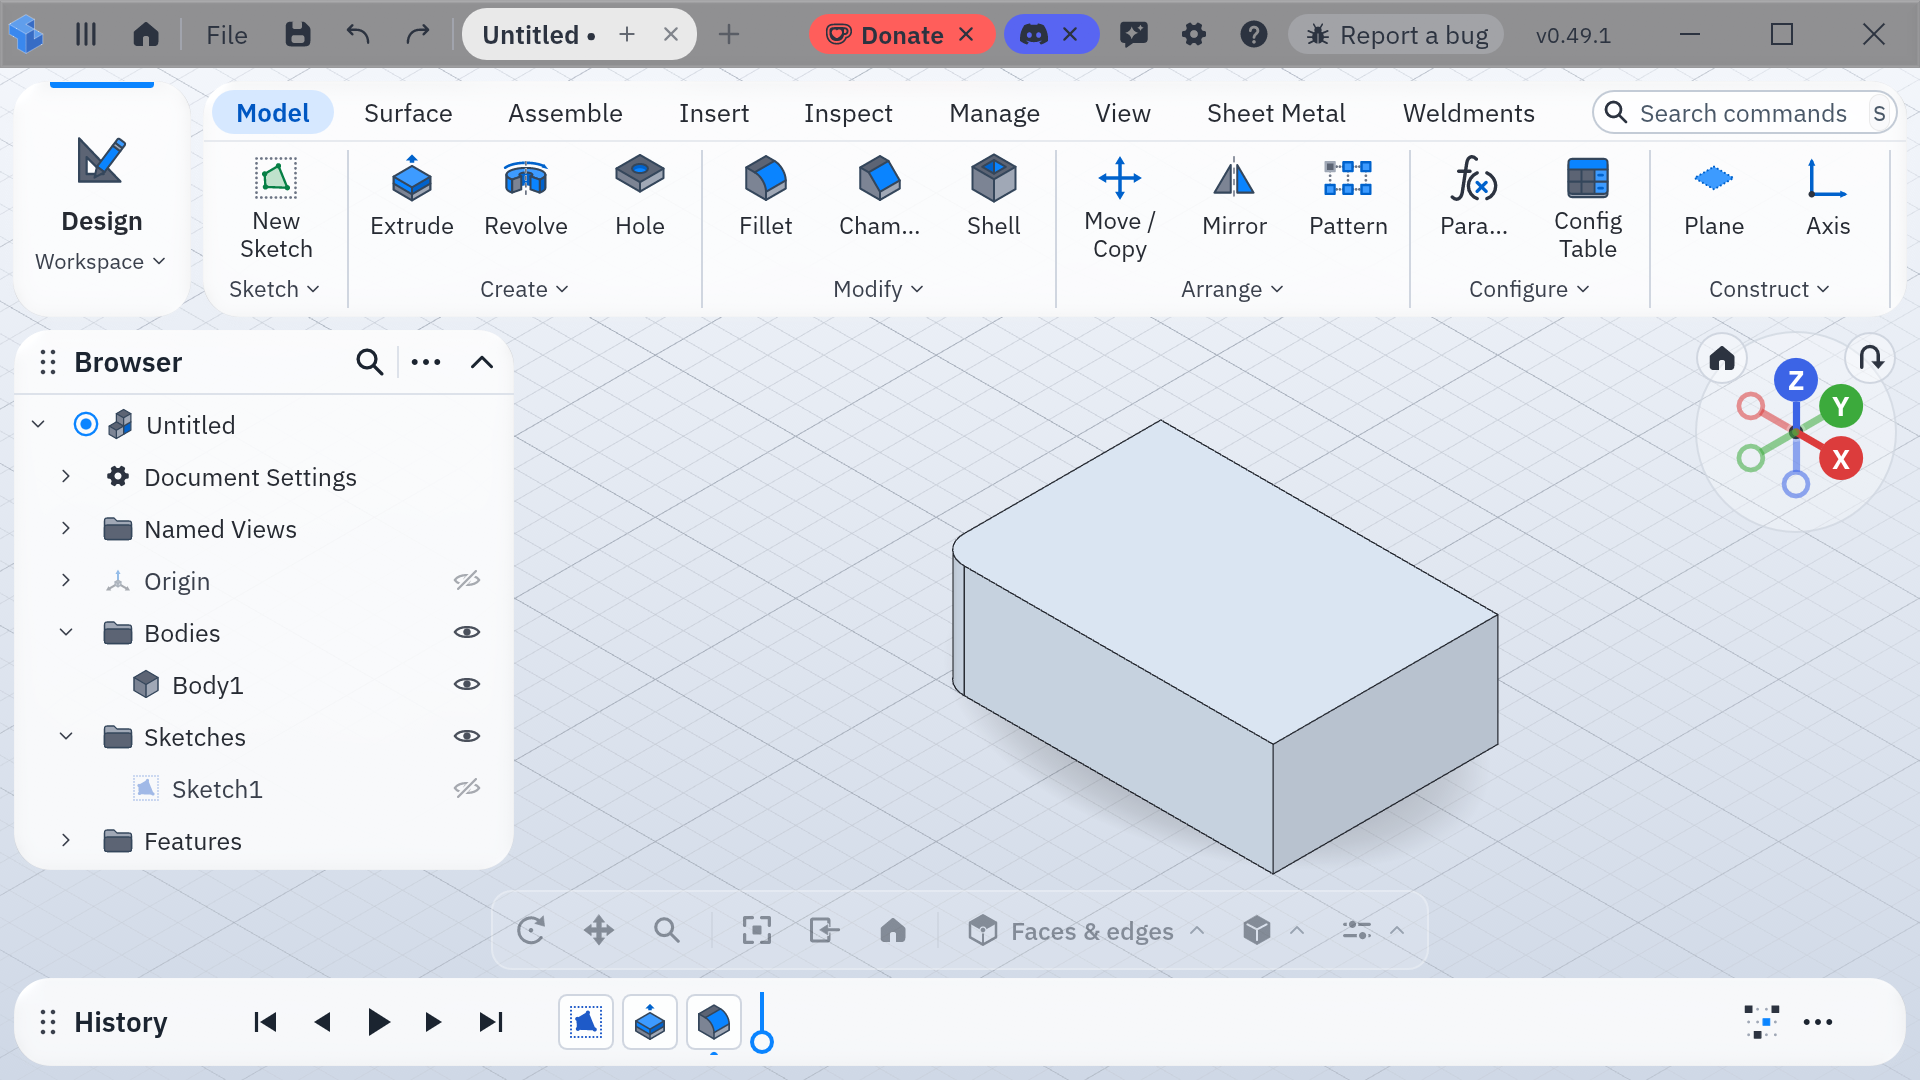 File
Untitled •
Donate
Report a bug
v0.49.1
Design
Workspace
Model
Surface
Assemble
Insert
Inspect
Manage
View
Sheet Metal
Weldments
Search commands
S
New
Sketch
Extrude
Revolve
Hole
Fillet
Cham...
Shell
Move /
Copy
Mirror
Pattern
Para...
Config
Table
Plane
Axis
Sketch
Create
Modify
Arrange
Configure
Construct
Browser
Untitled
Document Settings
Named Views
Origin
Bodies
Body1
Sketches
Sketch1
Features
Z
Y
X
Faces & edges
History